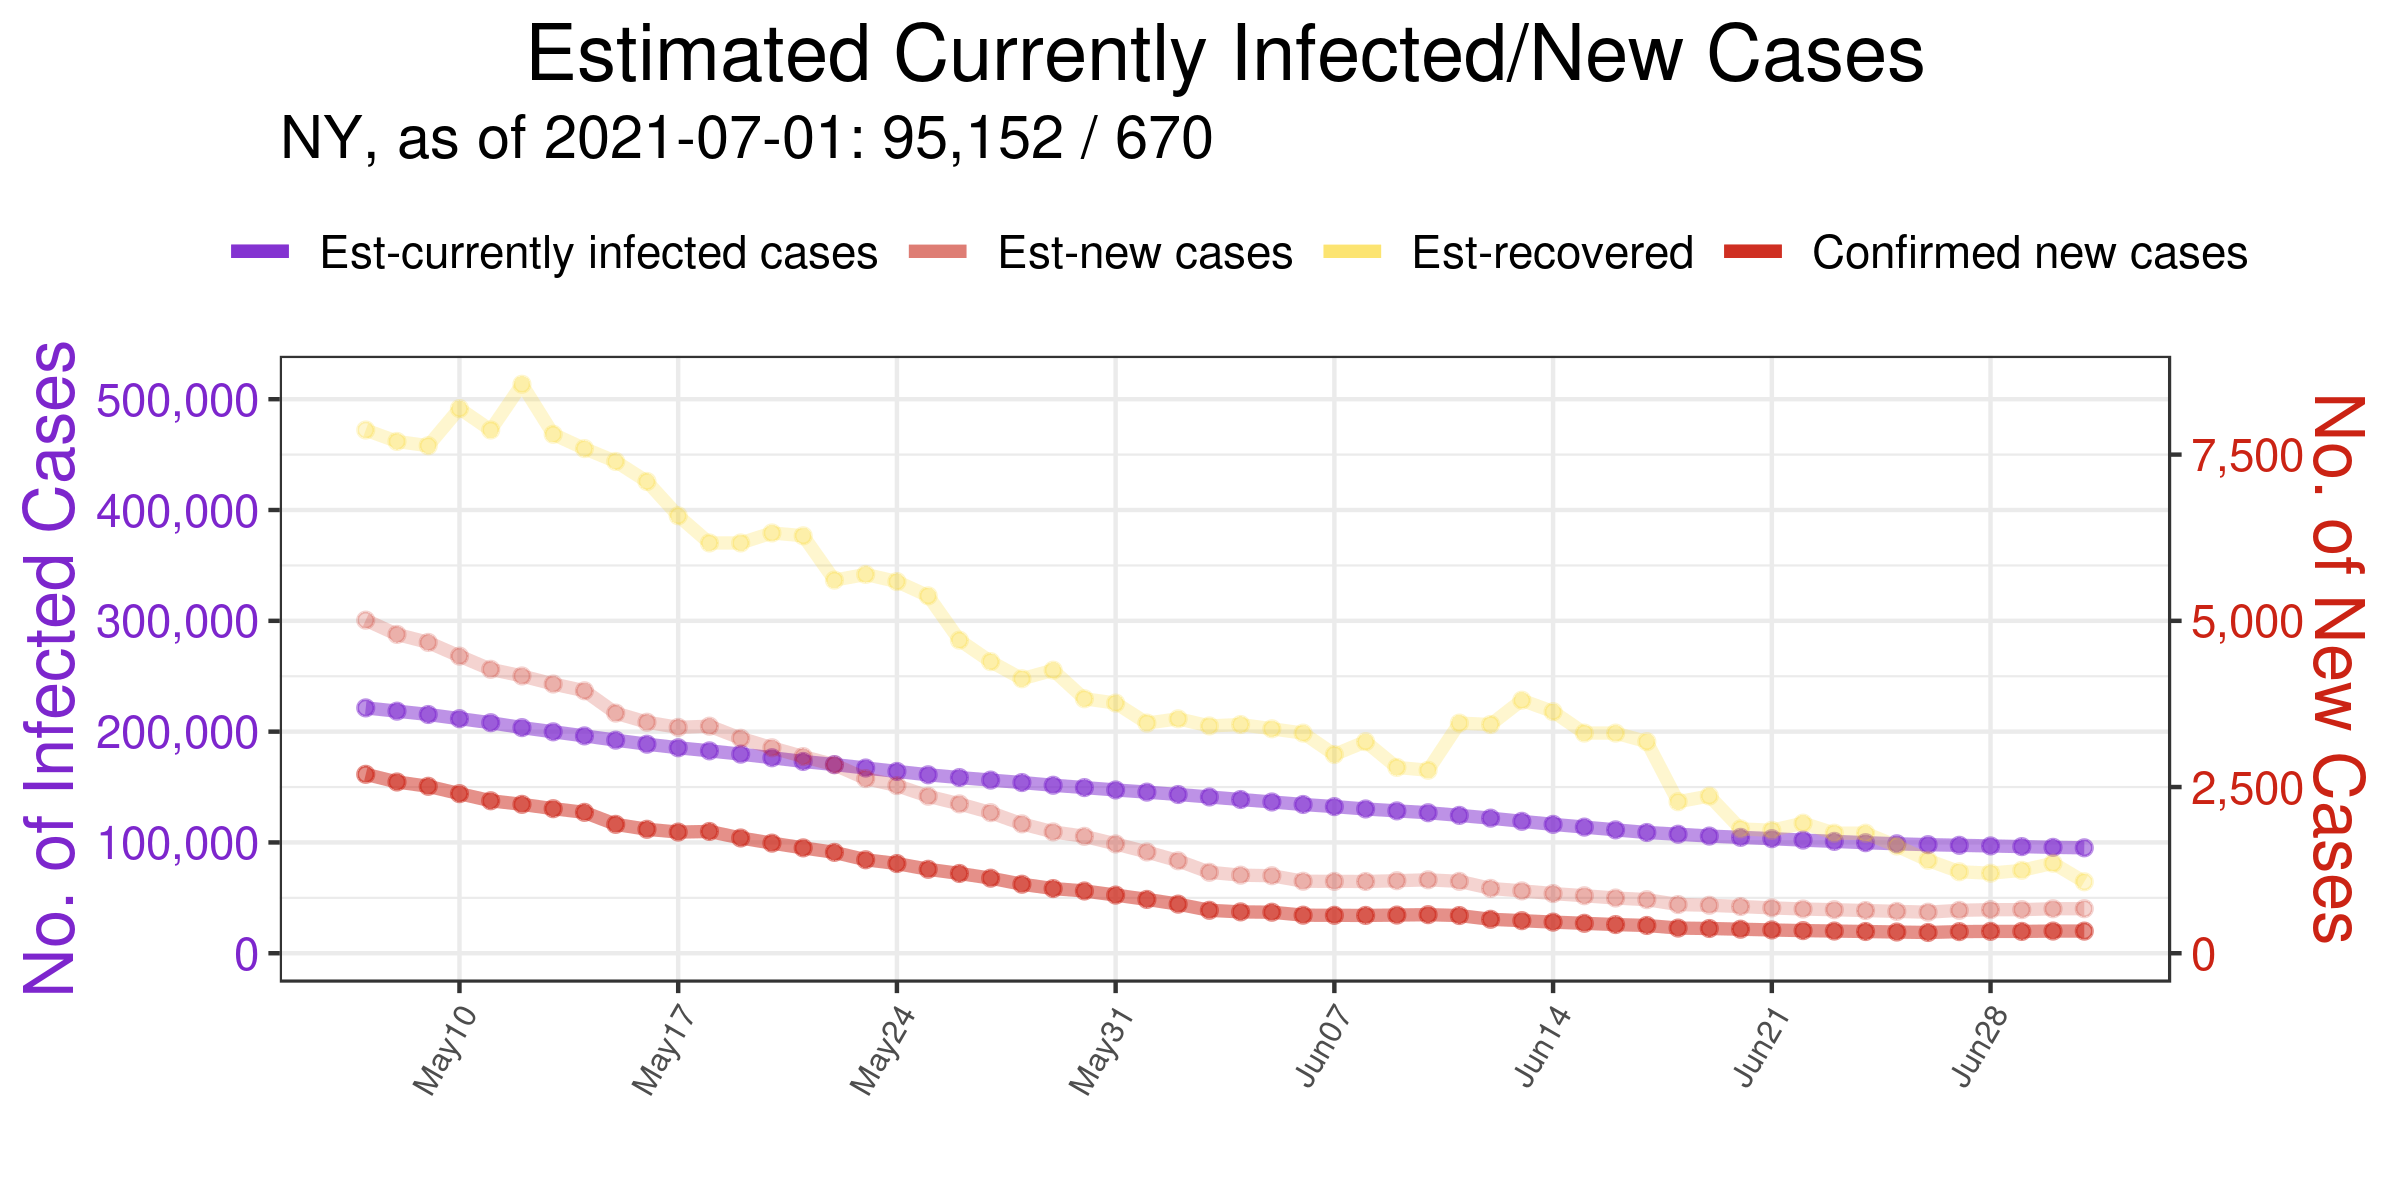 Estimated Currently Infected/New Cases
NY, as of 2021-07-01: 95,152 / 670
Est-currently infected cases Est-new cases Est-recovered Confirmed new cases
No. of Infected Cases
500,000
400,000
300,000
200,000
100,000
0
7,500
5,000
2,500
0
No. of New Cases
May10 May17 May24 May31 Jun07 Jun14 Jun21 Jun28